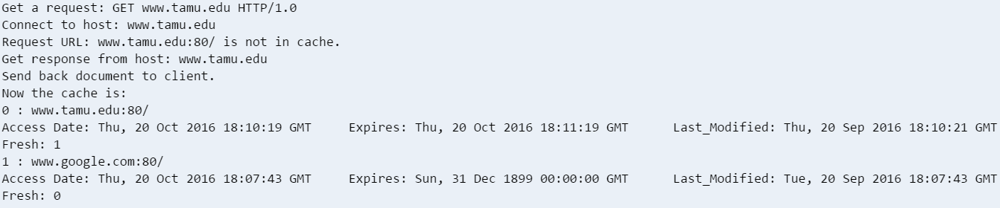 Get a request: GET www.tamu.edu HTTP/1.0
Connect to host: www.tamu.edu
Request URL: www.tamu.edu:80/ is not in cache.
Get response from host: www.tamu.edu
Send back document to client.
Now the cache is:
0 : www.tamu.edu:80/
Access Date: Thu, 20 Oct 2016 18:10:19 GMT     Expires: Thu, 20 Oct 2016 18:11:19 GMT      Last_Modified: Thu, 20 Sep 2016 18:10:21 GMT
Fresh: 1
1 : www.google.com:80/
Access Date: Thu, 20 Oct 2016 18:07:43 GMT     Expires: Sun, 31 Dec 1899 00:00:00 GMT      Last_Modified: Tue, 20 Sep 2016 18:07:43 GMT
Fresh: 0